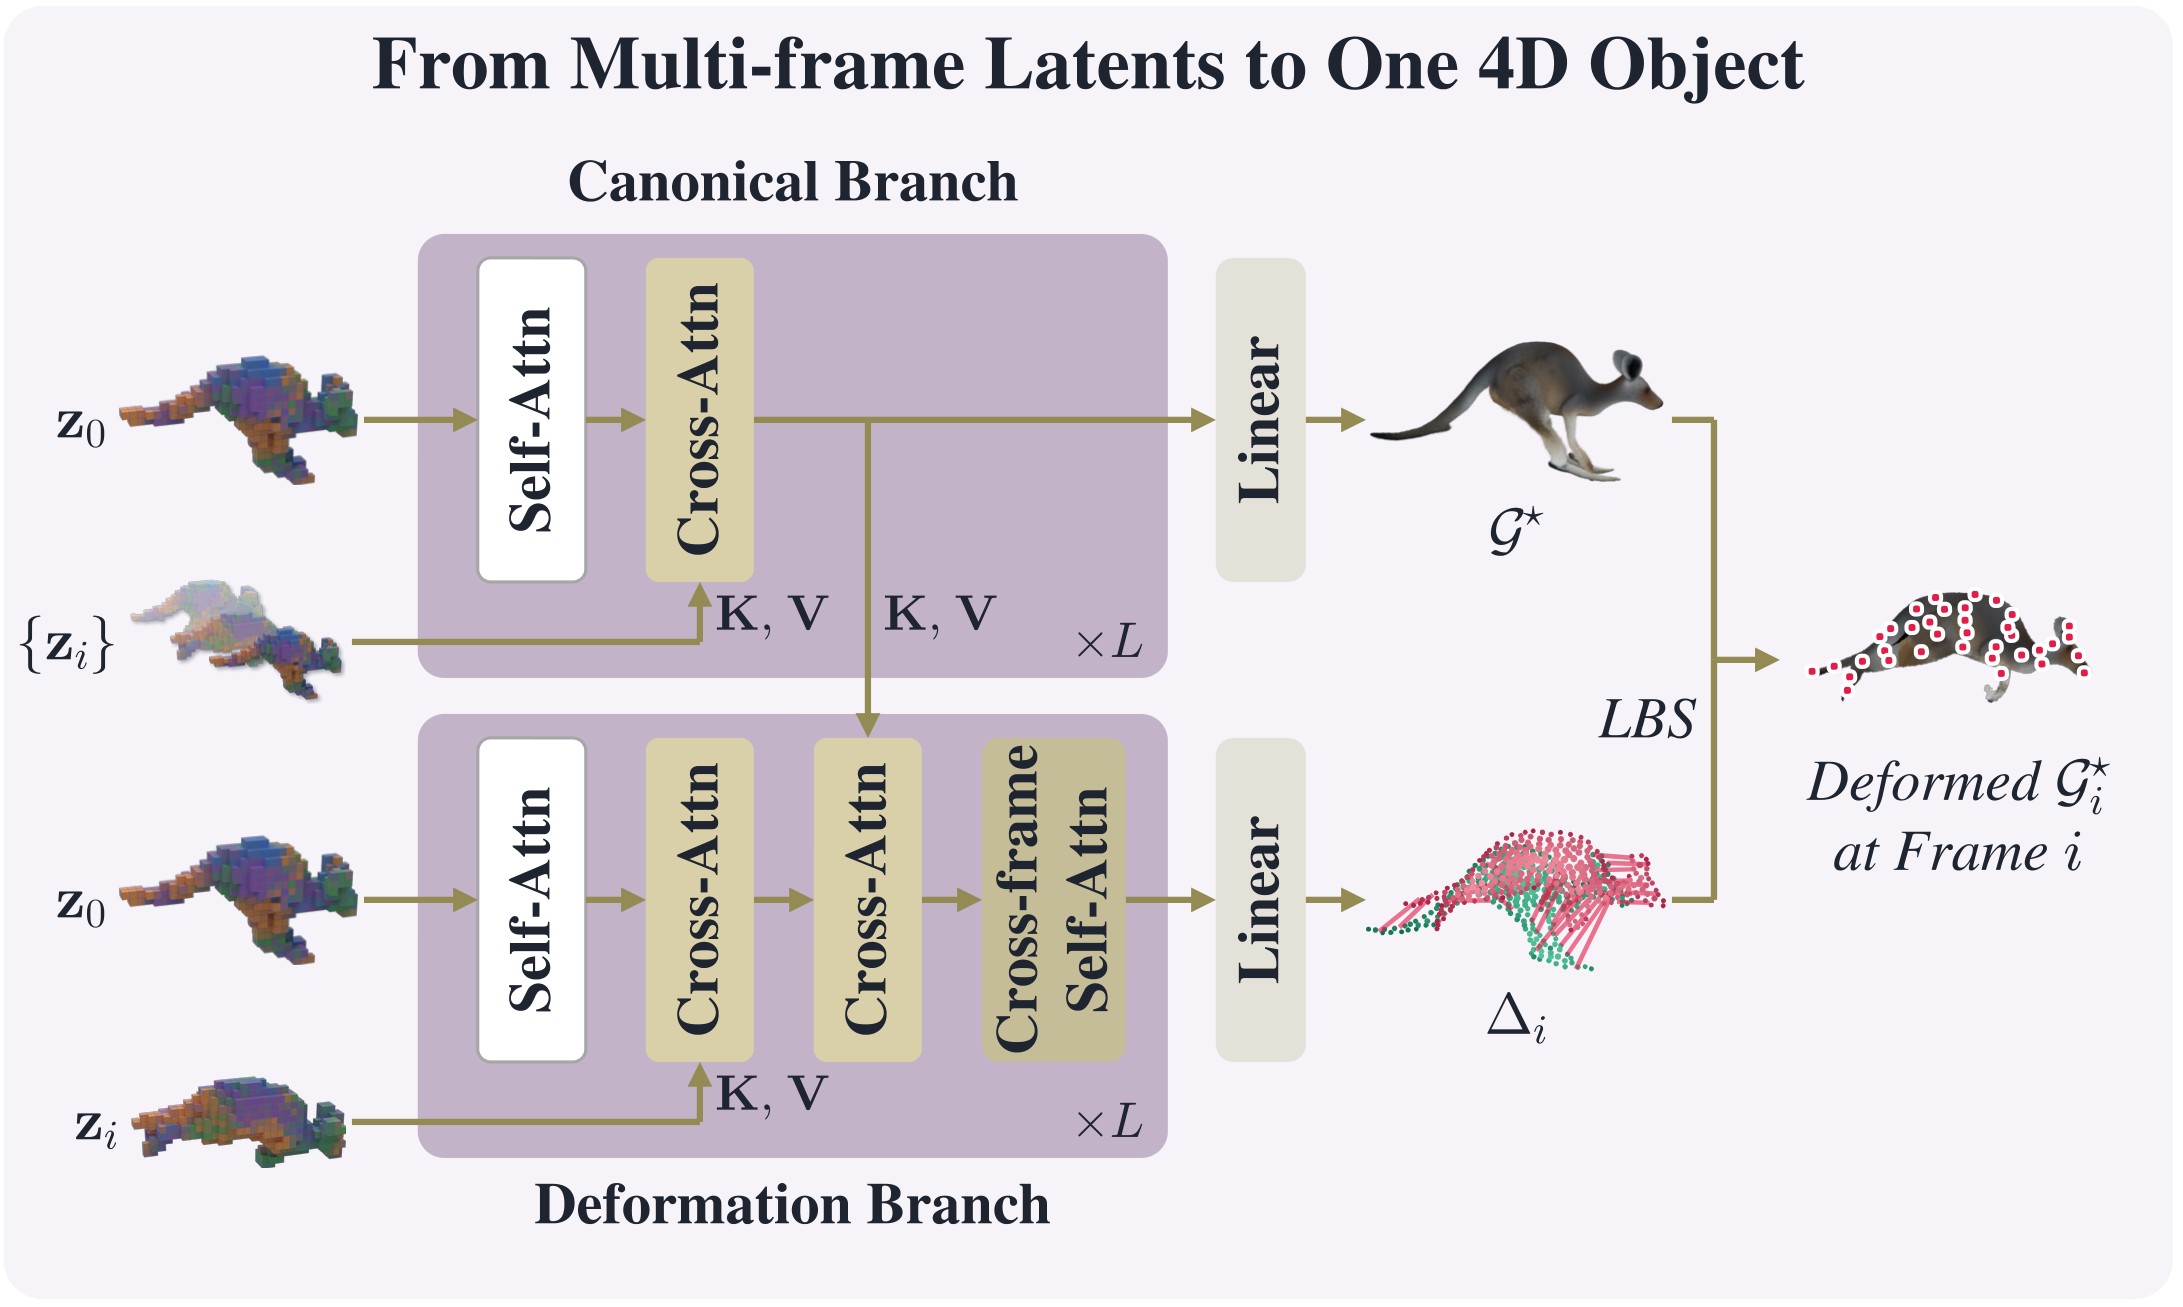 From Multi-frame Latents to One 4D Object
Canonical Branch
z₀
{zᵢ}
Self-Attn
Cross-Attn
K, V
K, V
×L
Linear
𝒢⋆
z₀
zᵢ
Self-Attn
Cross-Attn
K, V
Cross-Attn
Cross-frame
Self-Attn
×L
Linear
Δᵢ
Deformation Branch
LBS
Deformed 𝒢ᵢ⋆
at Frame i